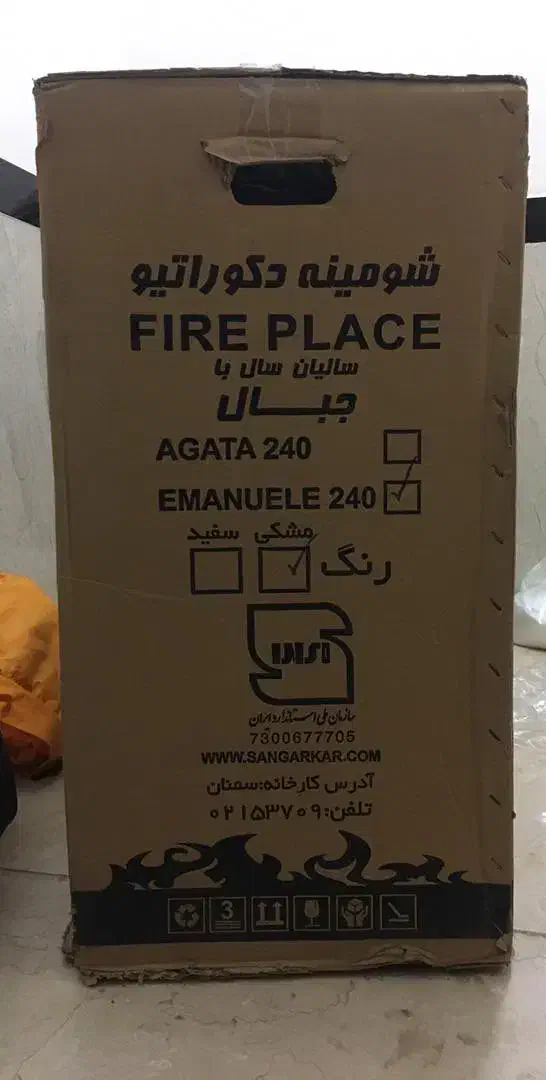 شومینه دکوراتیو
FIRE PLACE
سالیان سال با
جبال
AGATA 240
EMANUELE 240
مشکی سفید
رنگ
سازمان ملی استاندارد ایران
7300677705
WWW.SANGARKAR.COM
آدرس کارخانه:سمنان
تلفن:۰۲۱۵۳۷۰۹
3